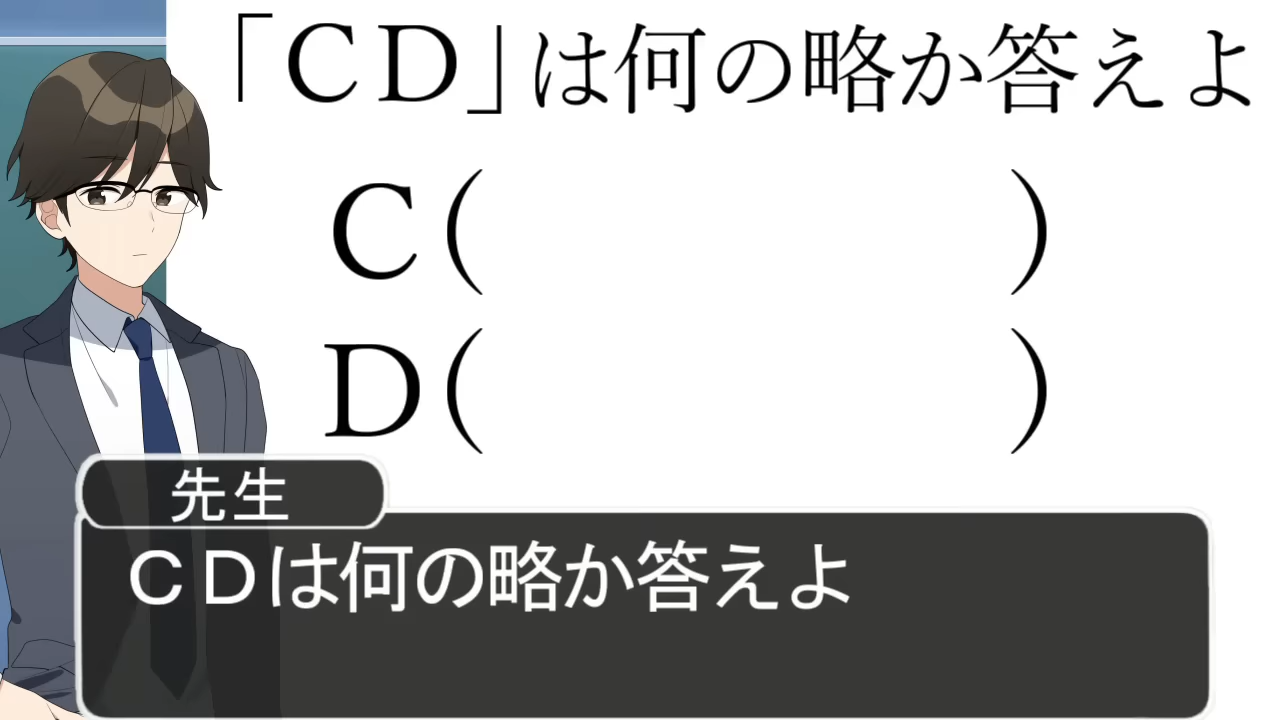 「ＣＤ」は何の略か答えよ
Ｃ(　　　　　　　)
Ｄ(　　　　　　　)
先生
ＣＤは何の略か答えよ